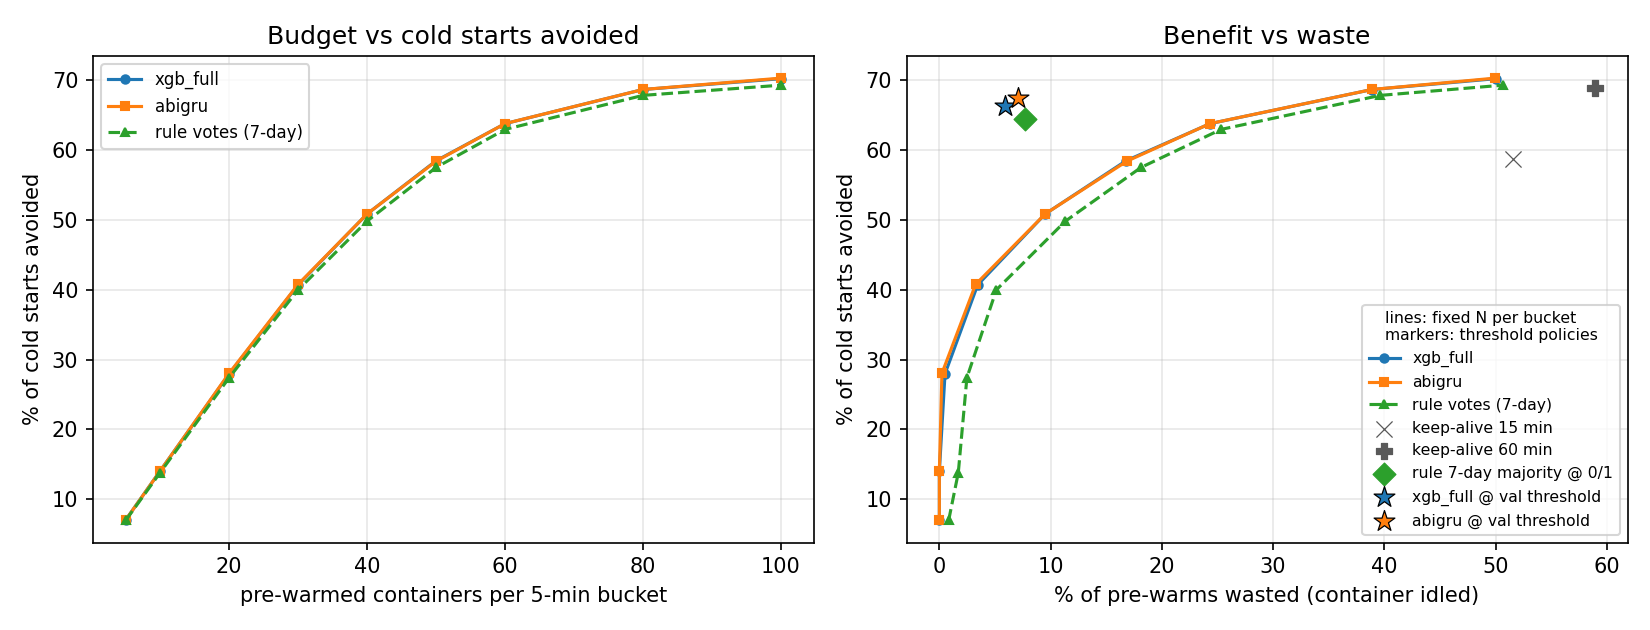 Budget vs cold starts avoided
% of cold starts avoided
70
60
50
40
30
20
10
xgb_full
abigru
rule votes (7-day)
20
40
60
80
100
pre-warmed containers per 5-min bucket
Benefit vs waste
% of cold starts avoided
70
60
50
40
30
20
10
lines: fixed N per bucket
markers: threshold policies
xgb_full
abigru
rule votes (7-day)
keep-alive 15 min
keep-alive 60 min
rule 7-day majority @ 0/1
xgb_full @ val threshold
abigru @ val threshold
0
10
20
30
40
50
60
% of pre-warms wasted (container idled)